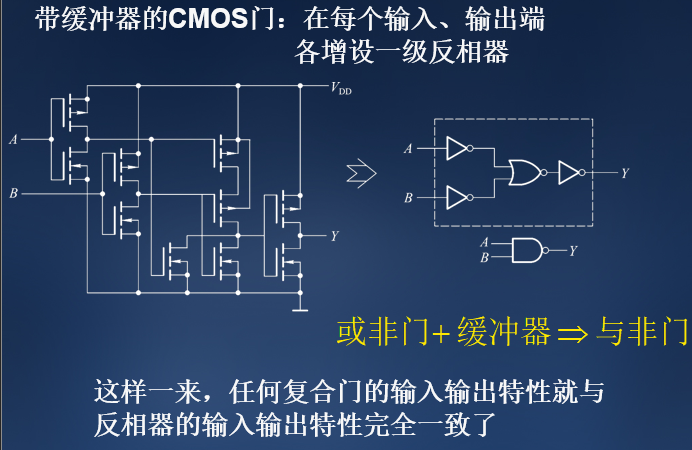 带缓冲器的CMOS门：在每个输入、输出端
各增设一级反相器
VDD
A
B
Y
A
B
Y
A
B
Y
或非门+缓冲器⇒与非门
这样一来，任何复合门的输入输出特性就与
反相器的输入输出特性完全一致了